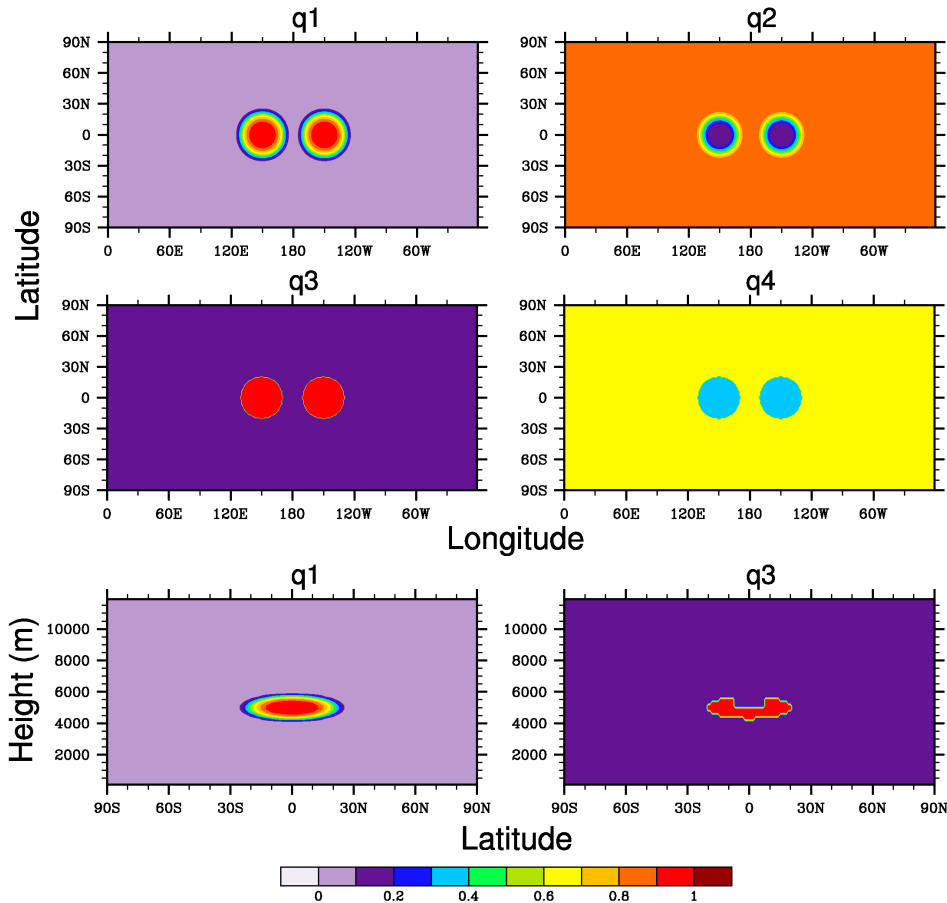 q1 q2
90N 90N
60N 60N
30N 30N
0 0
30S 30S
60S 60S
90S 90S
0 60E 120E 180 120W 60W 0 60E 120E 180 120W 60W
Latitude
q3 q4
90N 90N
60N 60N
30N 30N
0 0
30S 30S
60S 60S
90S 90S
0 60E 120E 180 120W 60W 0 60E 120E 180 120W 60W
Longitude
q1 q3
Height (m)
10000 10000
8000 8000
6000 6000
4000 4000
2000 2000
90S 60S 30S 0 30N 60N 90N 90S 60S 30S 0 30N 60N 90N
Latitude
0 0.2 0.4 0.6 0.8 1